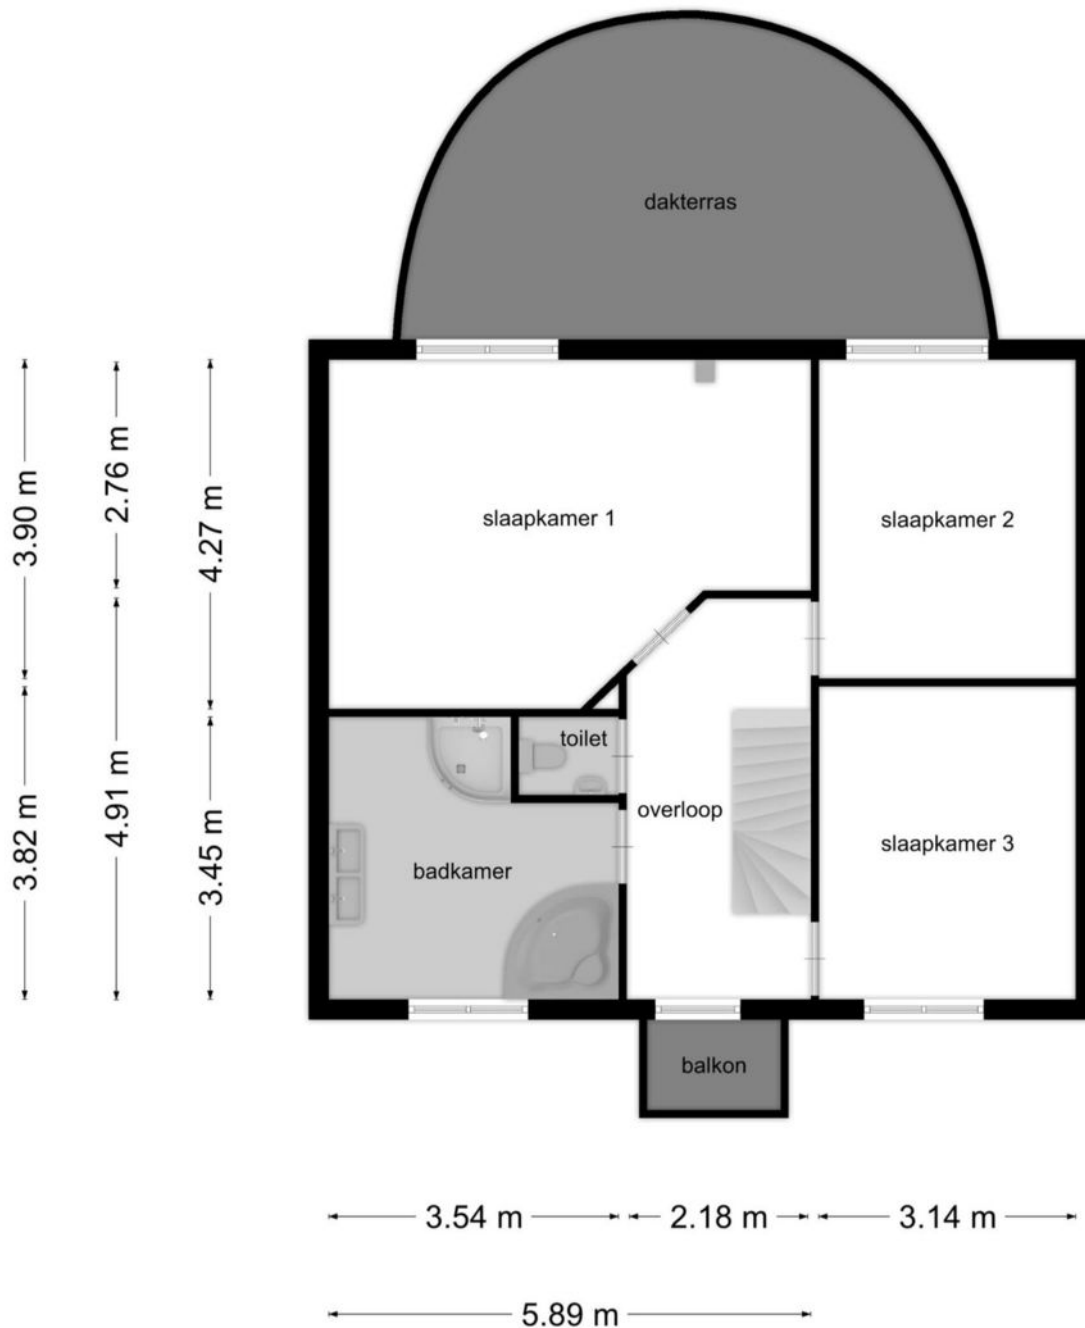 dakterras
slaapkamer 1
slaapkamer 2
toilet
overloop
slaapkamer 3
badkamer
balkon
3.90 m
2.76 m
4.27 m
3.82 m
4.91 m
3.45 m
3.54 m
2.18 m
3.14 m
5.89 m